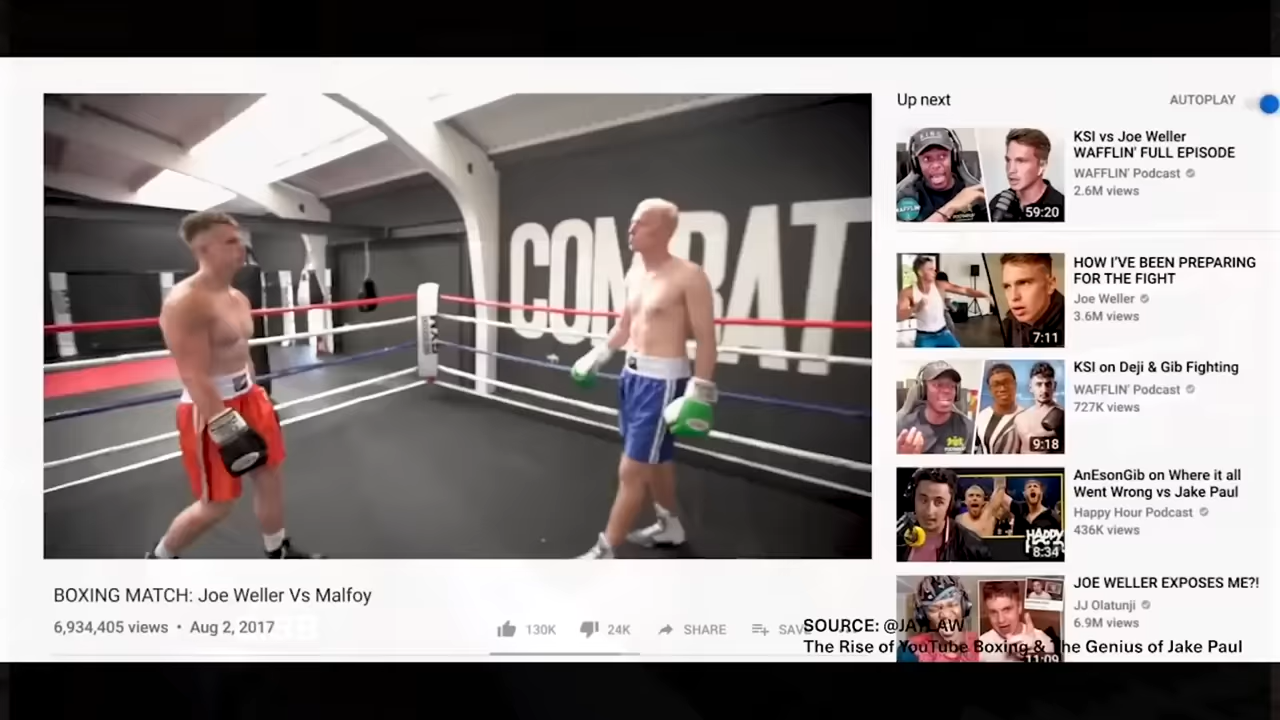 COMBAT
BOXING MATCH: Joe Weller Vs Malfoy
6,934,405 views • Aug 2, 2017
130K
24K
SHARE
Up next
AUTOPLAY
KSI vs Joe Weller
WAFFLIN' FULL EPISODE
WAFFLIN' Podcast
2.6M views
59:20
HOW I'VE BEEN PREPARING
FOR THE FIGHT
Joe Weller
3.6M views
7:11
KSI on Deji & Gib Fighting
WAFFLIN' Podcast
727K views
9:18
AnEsonGib on Where it all
Went Wrong vs Jake Paul
Happy Hour Podcast
436K views
HAPPY
8:34
JOE WELLER EXPOSES ME?!
JJ Olatunji
6.9M views
11:09
SOURCE: @JAYLAW
The Rise of YouTube Boxing & The Genius of Jake Paul